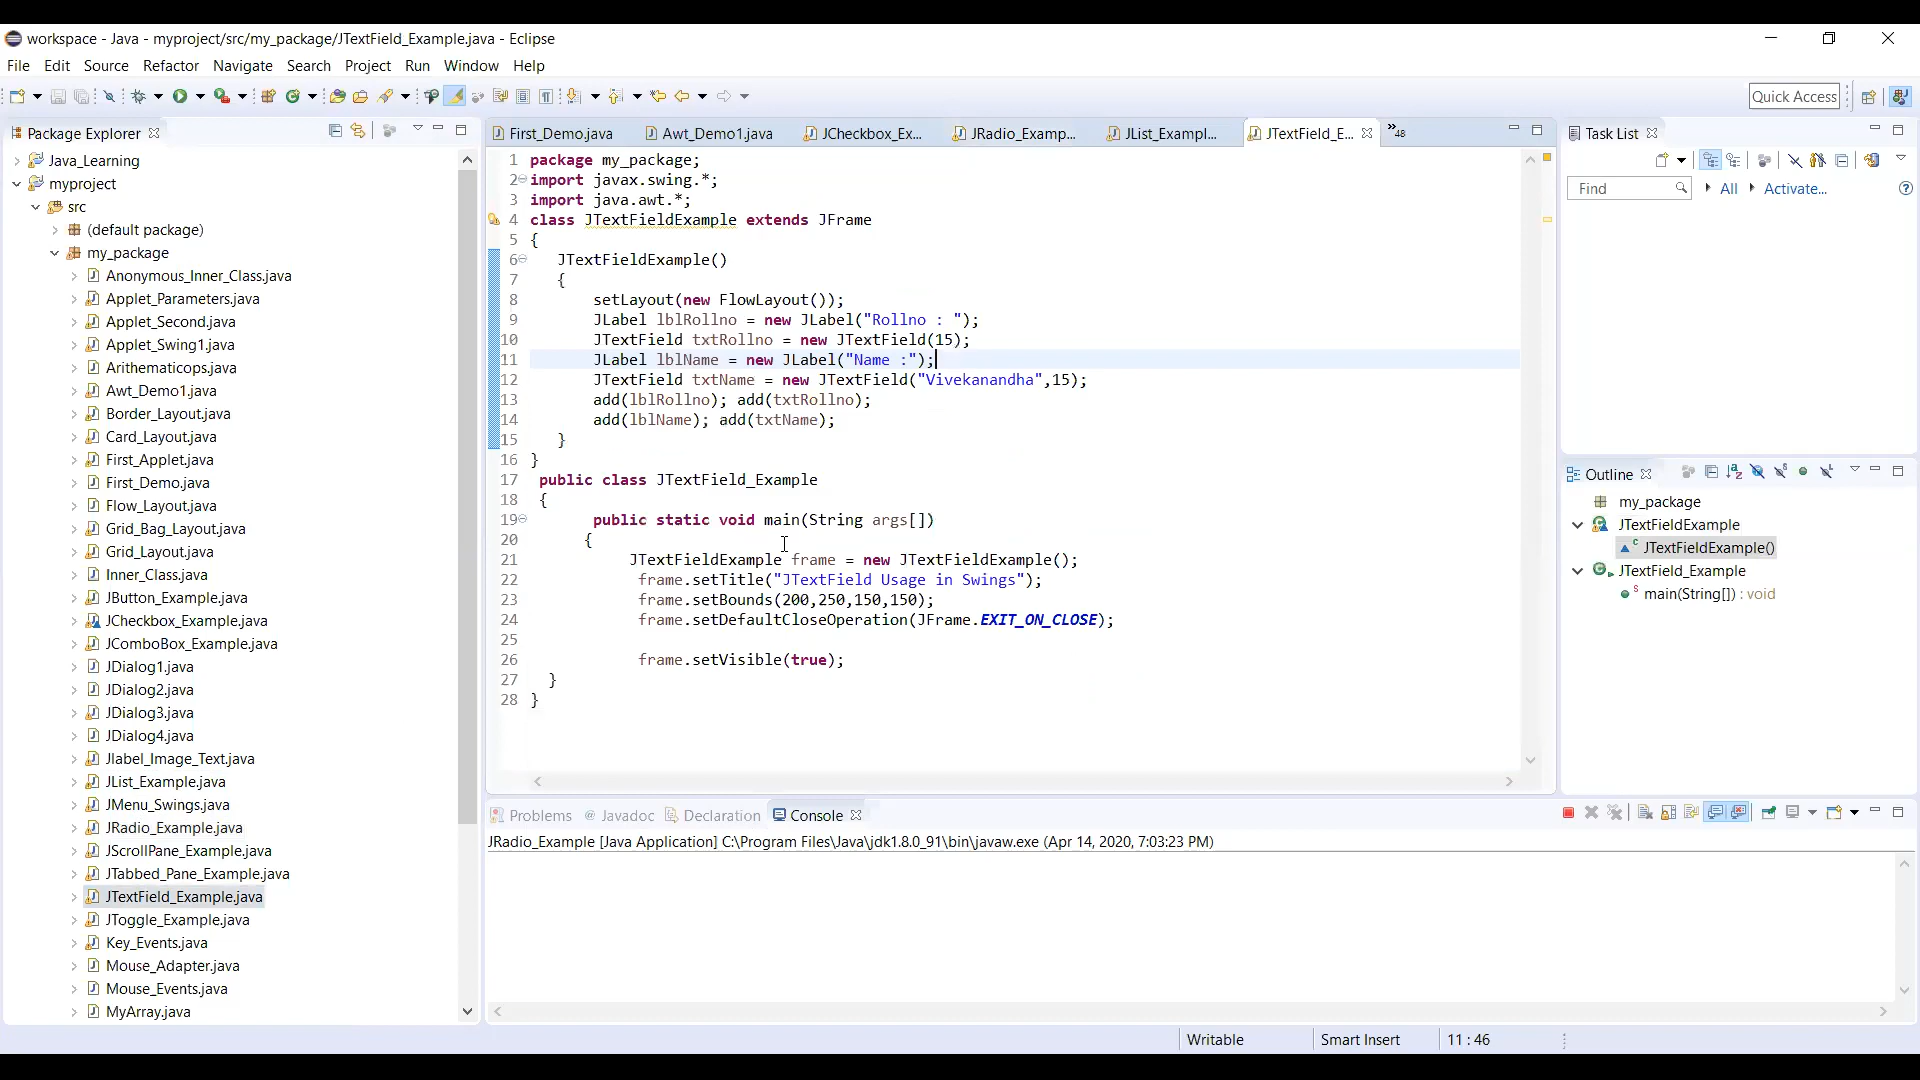 workspace - Java - myproject/src/my_package/JTextField_Example.java - Eclipse
File Edit Source Refactor Navigate Search Project Run Window Help
Quick Access
Package Explorer
Java_Learning
myproject
src
(default package)
my_package
Anonymous_Inner_Class.java
Applet_Parameters.java
Applet_Second.java
Applet_Swing1.java
Arithematicops.java
Awt_Demo1.java
Border_Layout.java
Card_Layout.java
First_Applet.java
First_Demo.java
Flow_Layout.java
Grid_Bag_Layout.java
Grid_Layout.java
Inner_Class.java
JButton_Example.java
JCheckbox_Example.java
JComboBox_Example.java
JDialog1.java
JDialog2.java
JDialog3.java
JDialog4.java
Jlabel_Image_Text.java
JList_Example.java
JMenu_Swings.java
JRadio_Example.java
JScrollPane_Example.java
JTabbed_Pane_Example.java
JTextField_Example.java
JToggle_Example.java
Key_Events.java
Mouse_Adapter.java
Mouse_Events.java
MyArray.java
First_Demo.java Awt_Demo1.java JCheckbox_Ex... JRadio_Examp... JList_Exampl... JTextField_E... »48
1 package my_package;
2 import javax.swing.*;
3 import java.awt.*;
4 class JTextFieldExample extends JFrame
5 {
6 JTextFieldExample()
7 {
8 setLayout(new FlowLayout());
9 JLabel lblRollno = new JLabel("Rollno : ");
10 JTextField txtRollno = new JTextField(15);
11 JLabel lblName = new JLabel("Name :");
12 JTextField txtName = new JTextField("Vivekanandha",15);
13 add(lblRollno); add(txtRollno);
14 add(lblName); add(txtName);
15 }
16 }
17 public class JTextField_Example
18 {
19 public static void main(String args[])
20 {
21 JTextFieldExample frame = new JTextFieldExample();
22 frame.setTitle("JTextField Usage in Swings");
23 frame.setBounds(200,250,150,150);
24 frame.setDefaultCloseOperation(JFrame.EXIT_ON_CLOSE);
25
26 frame.setVisible(true);
27 }
28 }
Problems Javadoc Declaration Console
JRadio_Example [Java Application] C:\Program Files\Java\jdk1.8.0_91\bin\javaw.exe (Apr 14, 2020, 7:03:23 PM)
Task List
Find All Activate...
Outline
my_package
JTextFieldExample
JTextFieldExample()
JTextField_Example
main(String[]) : void
Writable Smart Insert 11 : 46